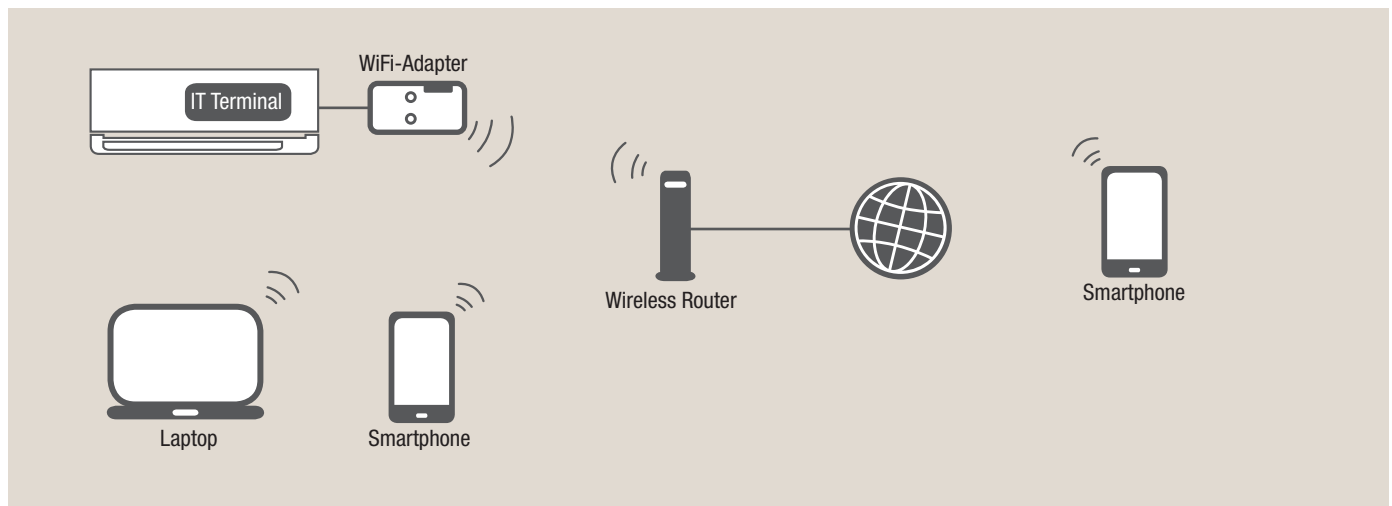 WiFi-Adapter
IT Terminal
Wireless Router
Smartphone
Laptop
Smartphone